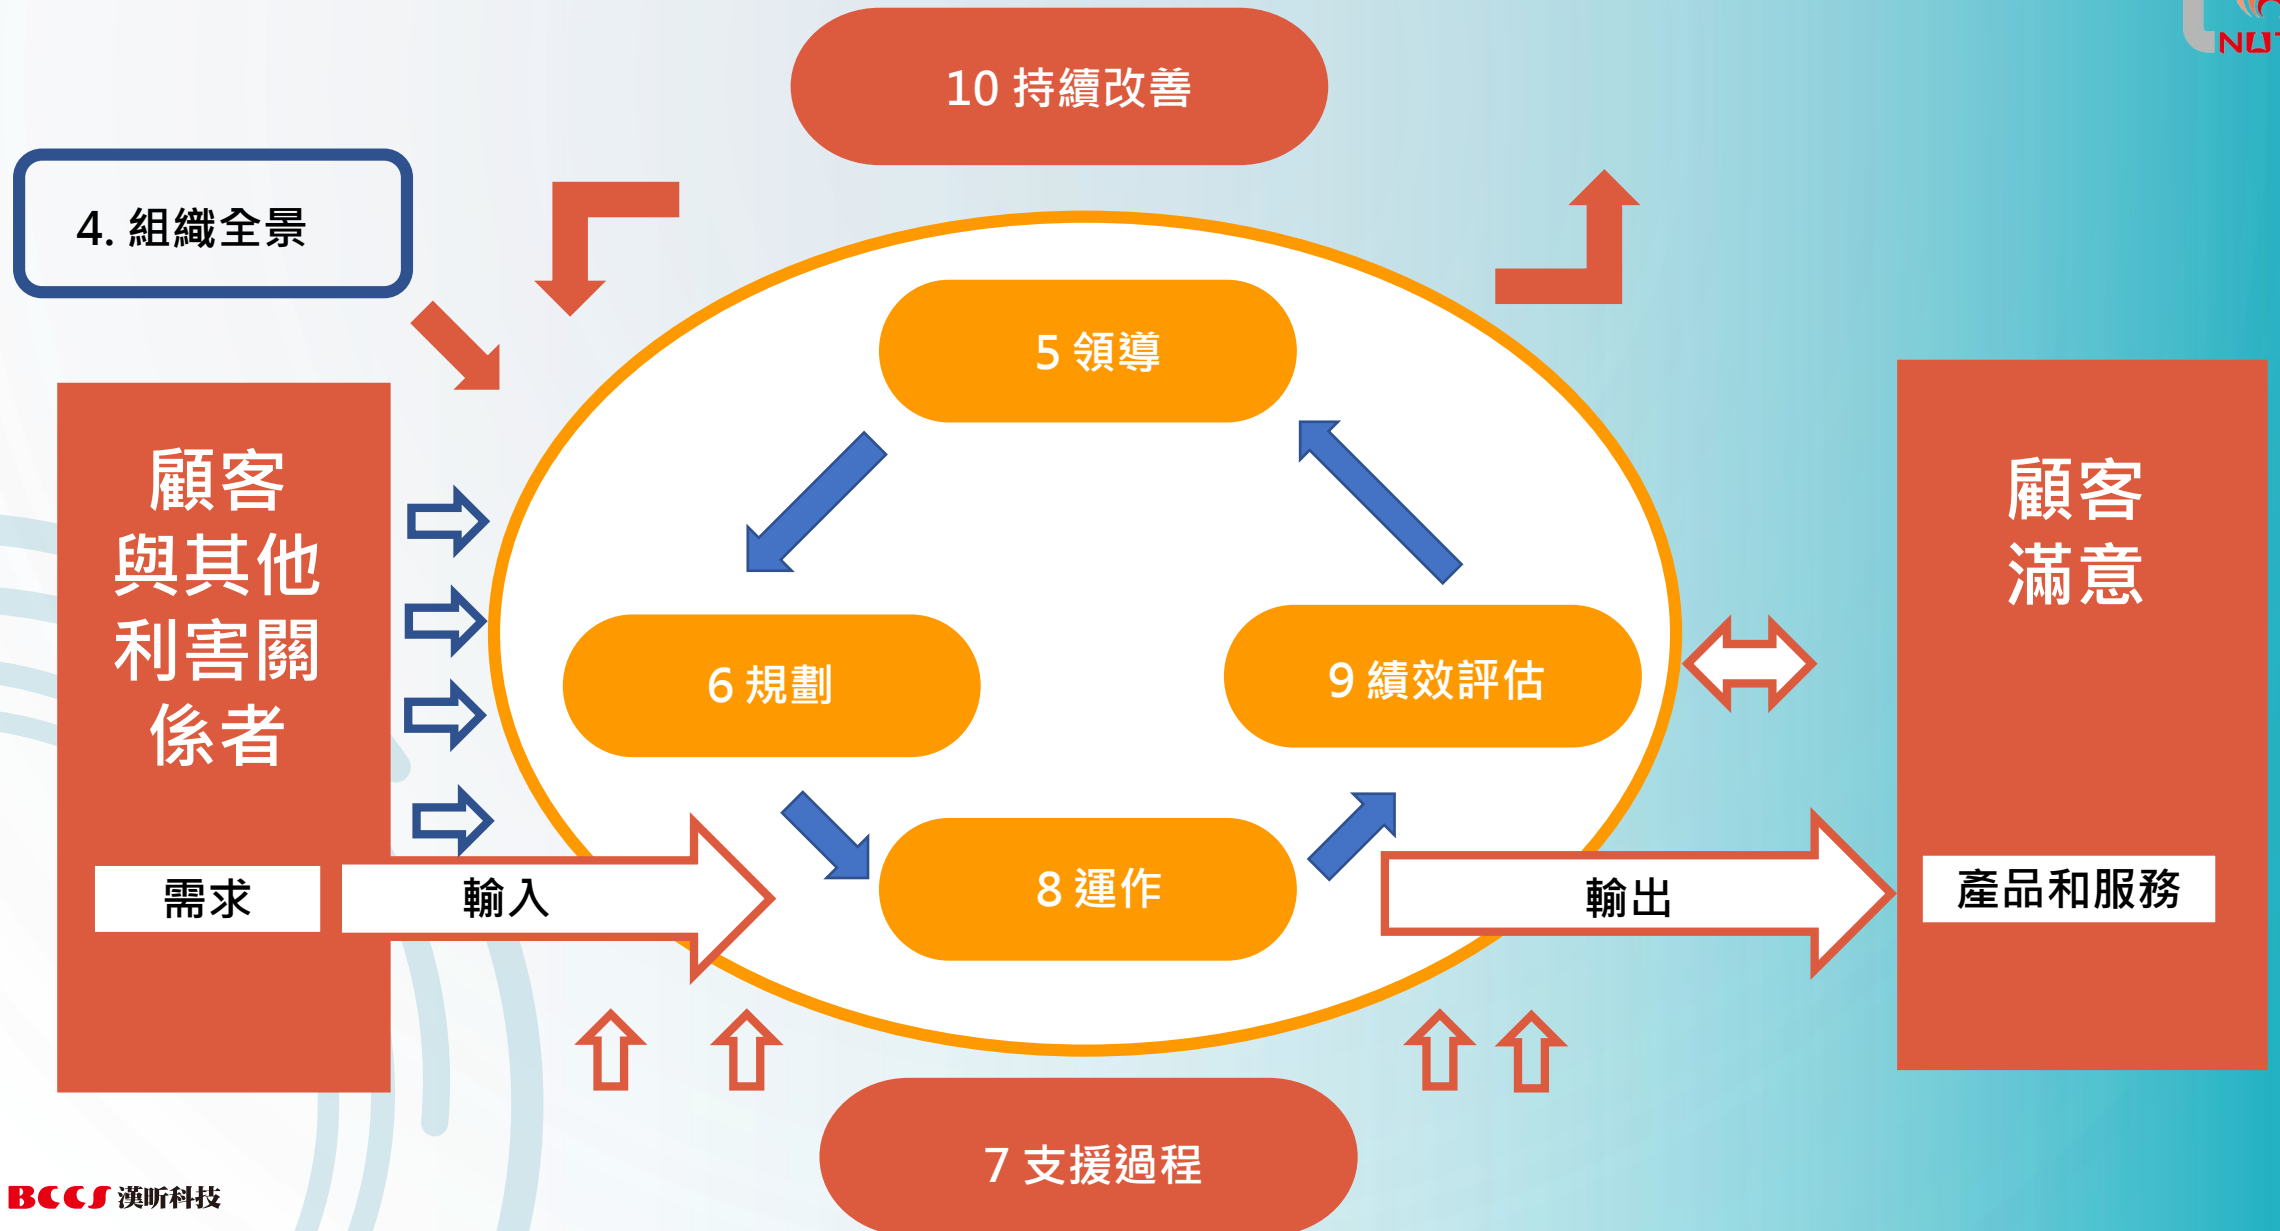 10 持續改善
4. 組織全景
5 領導
顧客
與其他
利害關
係者
顧客
滿意
6 規劃
9 績效評估
需求
輸入
8 運作
輸出
產品和服務
7 支援過程
BCCS 漢昕科技